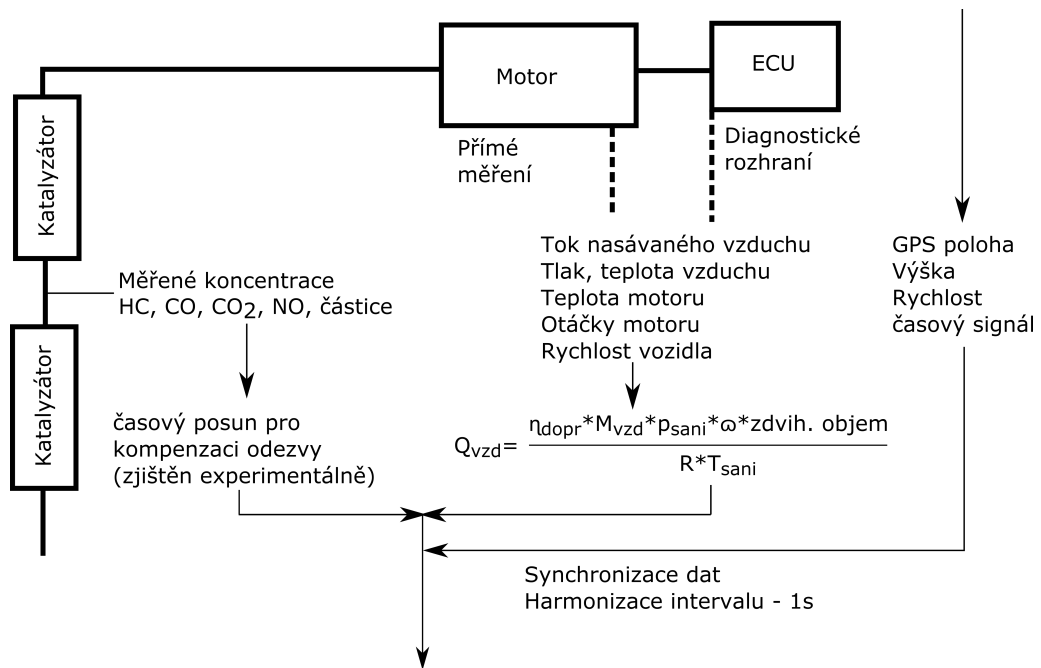 Motor
ECU
Přímé
měření
Diagnostické
rozhraní
Katalyzátor
Tok nasávaného vzduchu
Tlak, teplota vzduchu
Teplota motoru
Otáčky motoru
Rychlost vozidla
GPS poloha
Výška
Rychlost
časový signál
Měřené koncentrace
HC, CO, CO2, NO, částice
Katalyzátor
časový posun pro
kompenzaci odezvy
(zjištěn experimentálně)
Qvzd= ηdopr*Mvzd*psani*ω*zdvih. objem
R*Tsani
Synchronizace dat
Harmonizace intervalu - 1s